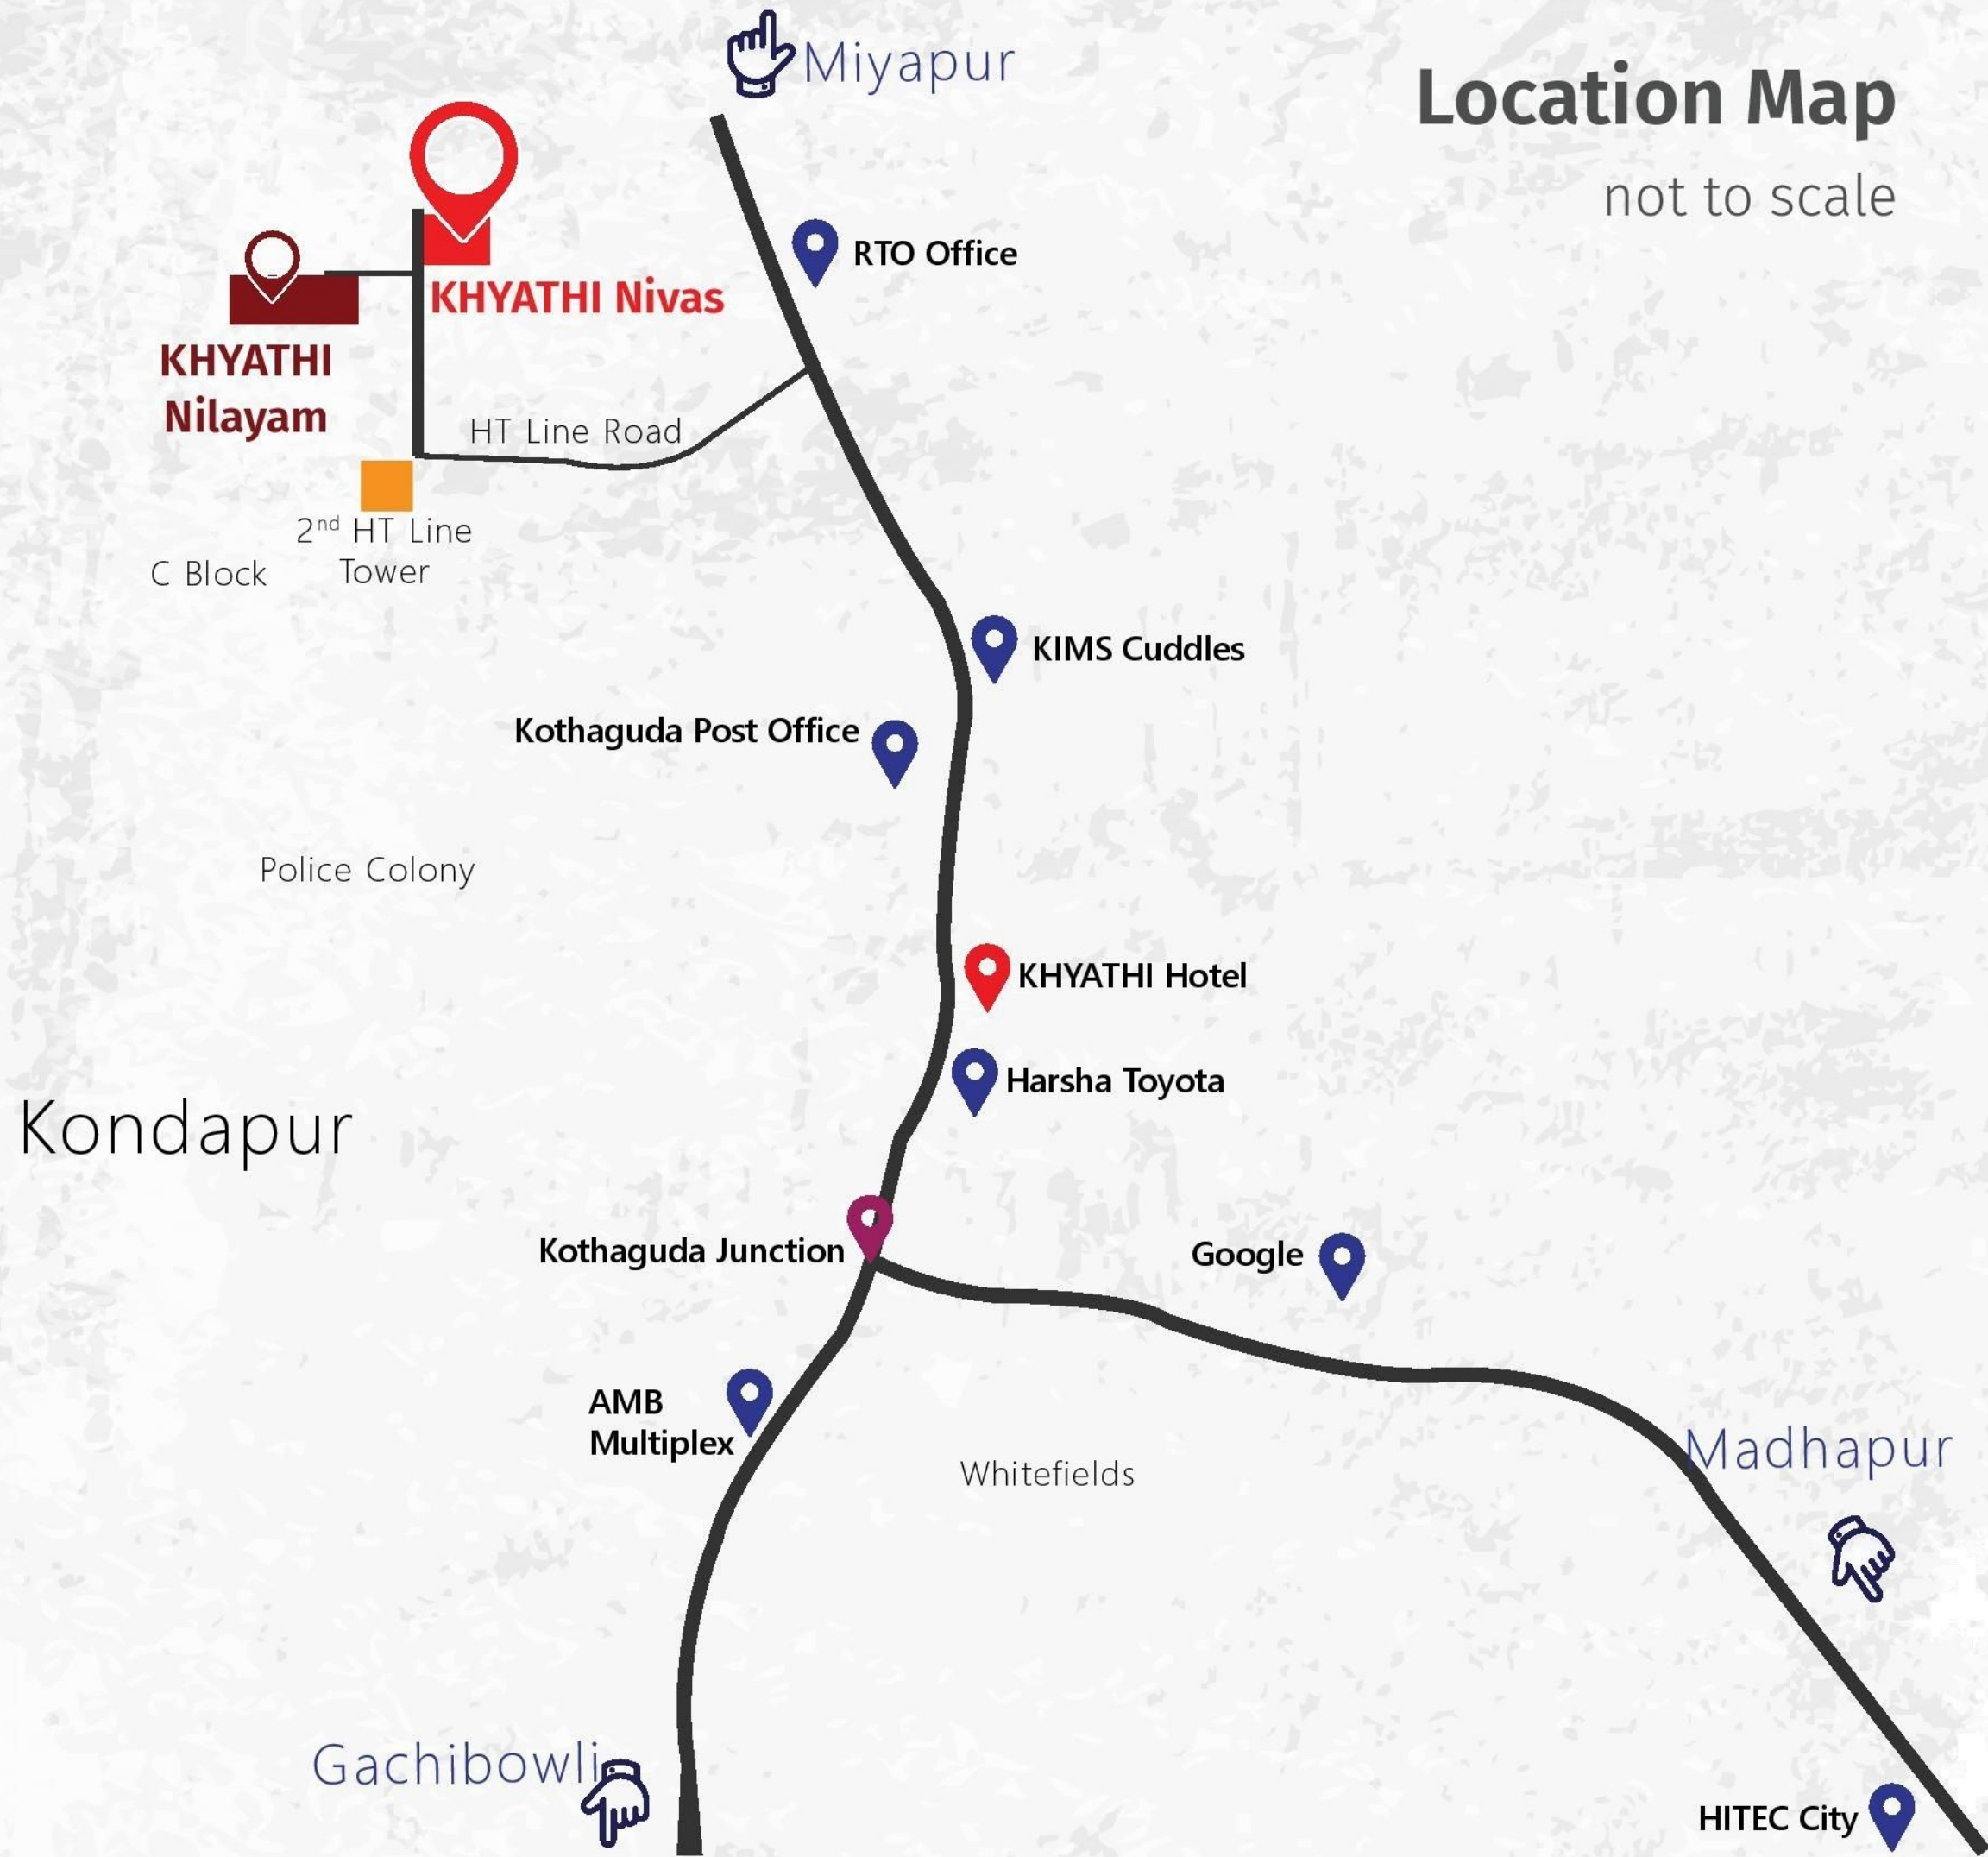 Miyapur
Location Map
not to scale
RTO Office
KHYATHI Nivas
KHYATHI
Nilayam
HT Line Road
2nd HT Line
Tower
C Block
KIMS Cuddles
Kothaguda Post Office
Police Colony
KHYATHI Hotel
Harsha Toyota
Kondapur
Kothaguda Junction
Google
AMB
Multiplex
Whitefields
Madhapur
Gachibowli
HITEC City